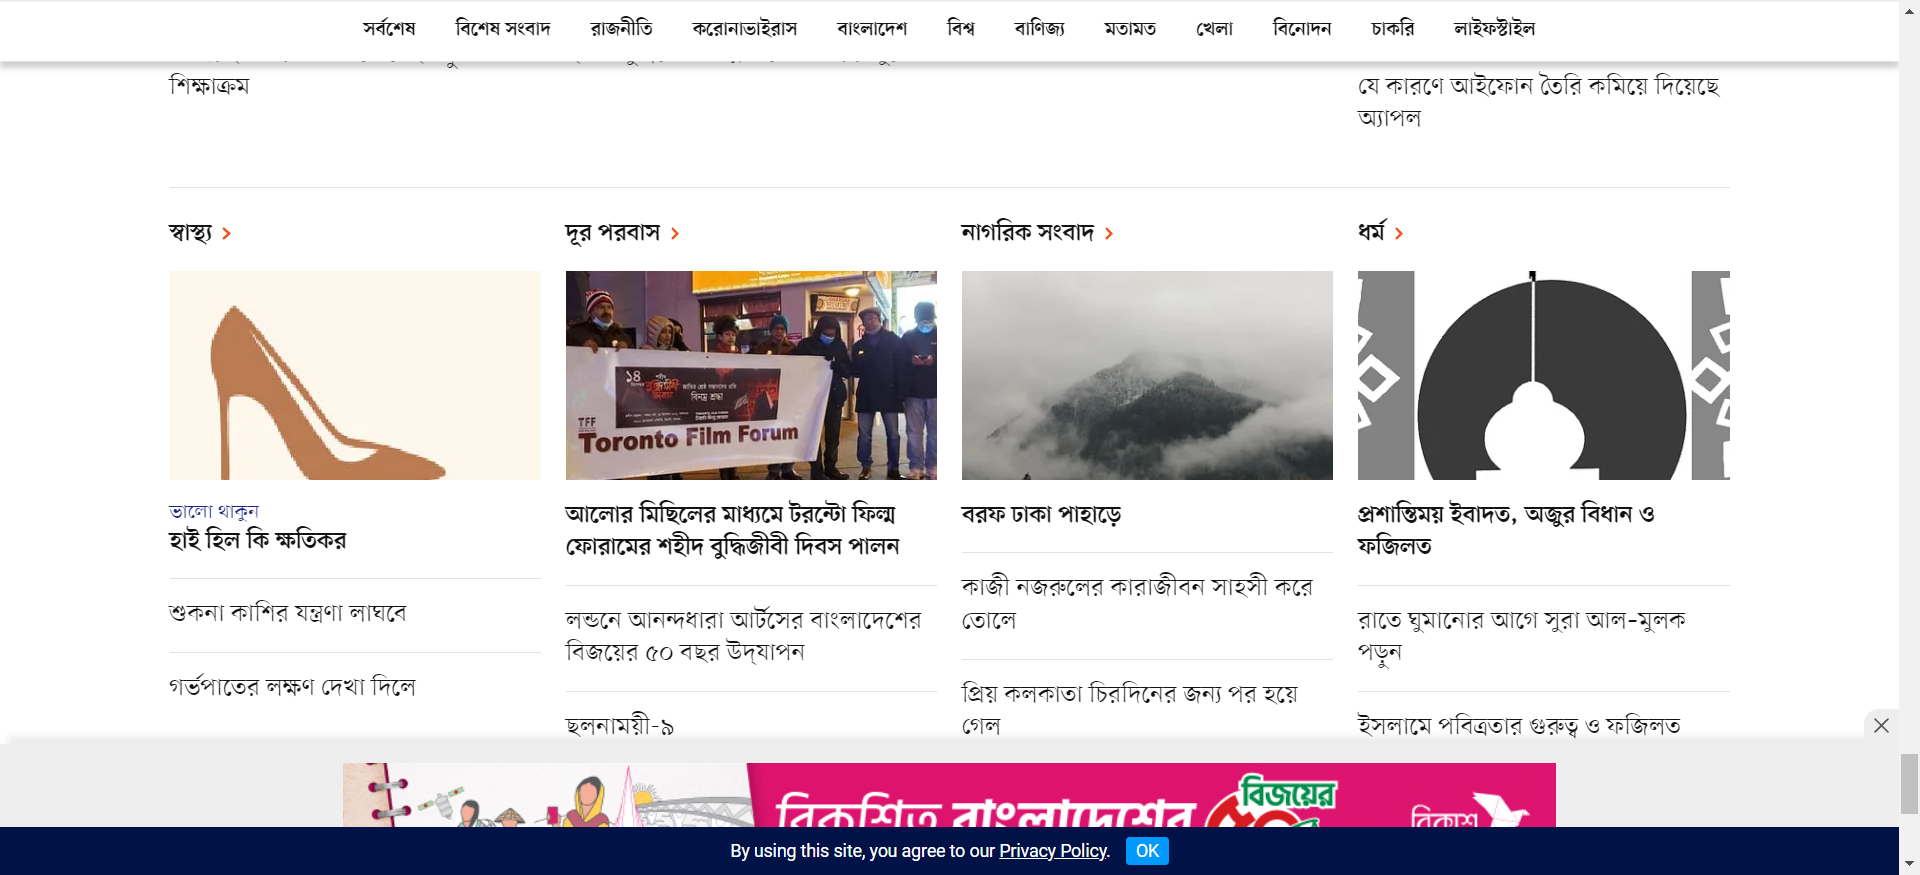 সর্বশেষ বিশেষ সংবাদ রাজনীতি করোনাভাইরাস বাংলাদেশ বিশ্ব বাণিজ্য মতামত খেলা বিনোদন চাকরি লাইফস্টাইল
শিক্ষাক্রম
যে কারণে আইফোন তৈরি কমিয়ে দিয়েছে
অ্যাপল
স্বাস্থ্য
ভালো থাকুন
হাই হিল কি ক্ষতিকর
শুকনা কাশির যন্ত্রণা লাঘবে
গর্ভপাতের লক্ষণ দেখা দিলে
দূর পরবাস
১৪
বিনম্র শ্রদ্ধা
TFF
Toronto Film Forum
আলোর মিছিলের মাধ্যমে টরন্টো ফিল্ম
ফোরামের শহীদ বুদ্ধিজীবী দিবস পালন
লন্ডনে আনন্দধারা আর্টসের বাংলাদেশের
বিজয়ের ৫০ বছর উদ্‌যাপন
ছলনাময়ী-৯
নাগরিক সংবাদ
বরফ ঢাকা পাহাড়ে
কাজী নজরুলের কারাজীবন সাহসী করে
তোলে
প্রিয় কলকাতা চিরদিনের জন্য পর হয়ে
গেল
ধর্ম
প্রশান্তিময় ইবাদত, অজুর বিধান ও
ফজিলত
রাতে ঘুমানোর আগে সুরা আল-মুলক
পড়ুন
ইসলামে পবিত্রতার গুরুত্ব ও ফজিলত
বিকশিত বাংলাদেশের বিজয়ের ৫০ বিকাশ
By using this site, you agree to our Privacy Policy. OK